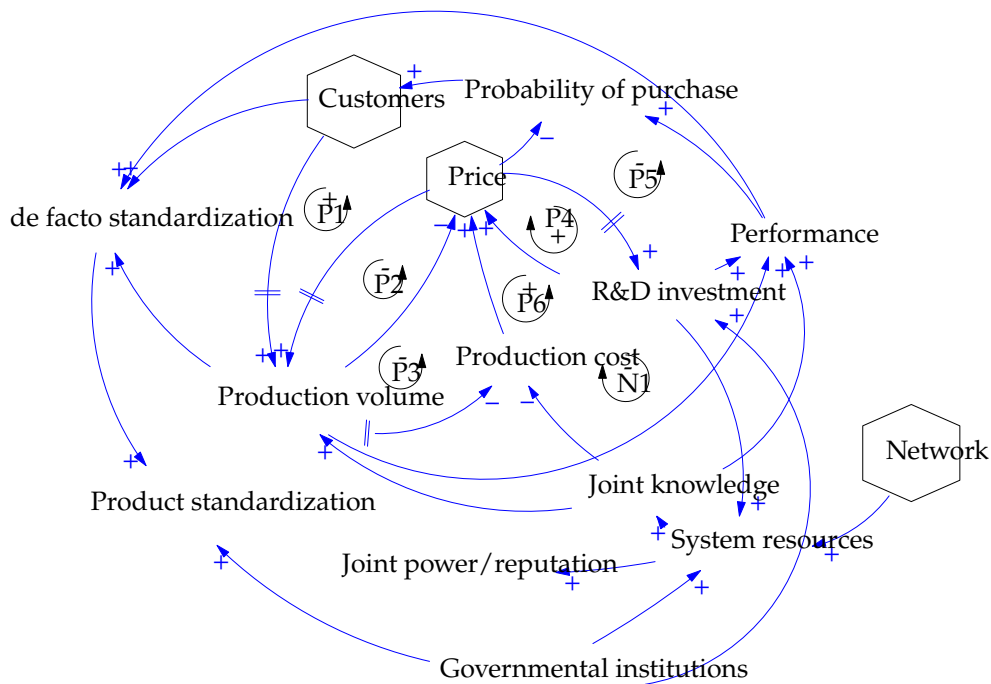 Customers
Probability of purchase
Price
P5
de facto standardization
P1
P4
Performance
P2
R&D investment
P6
Production cost
P3
N1
Production volume
Network
Joint knowledge
Product standardization
System resources
Joint power/reputation
Governmental institutions